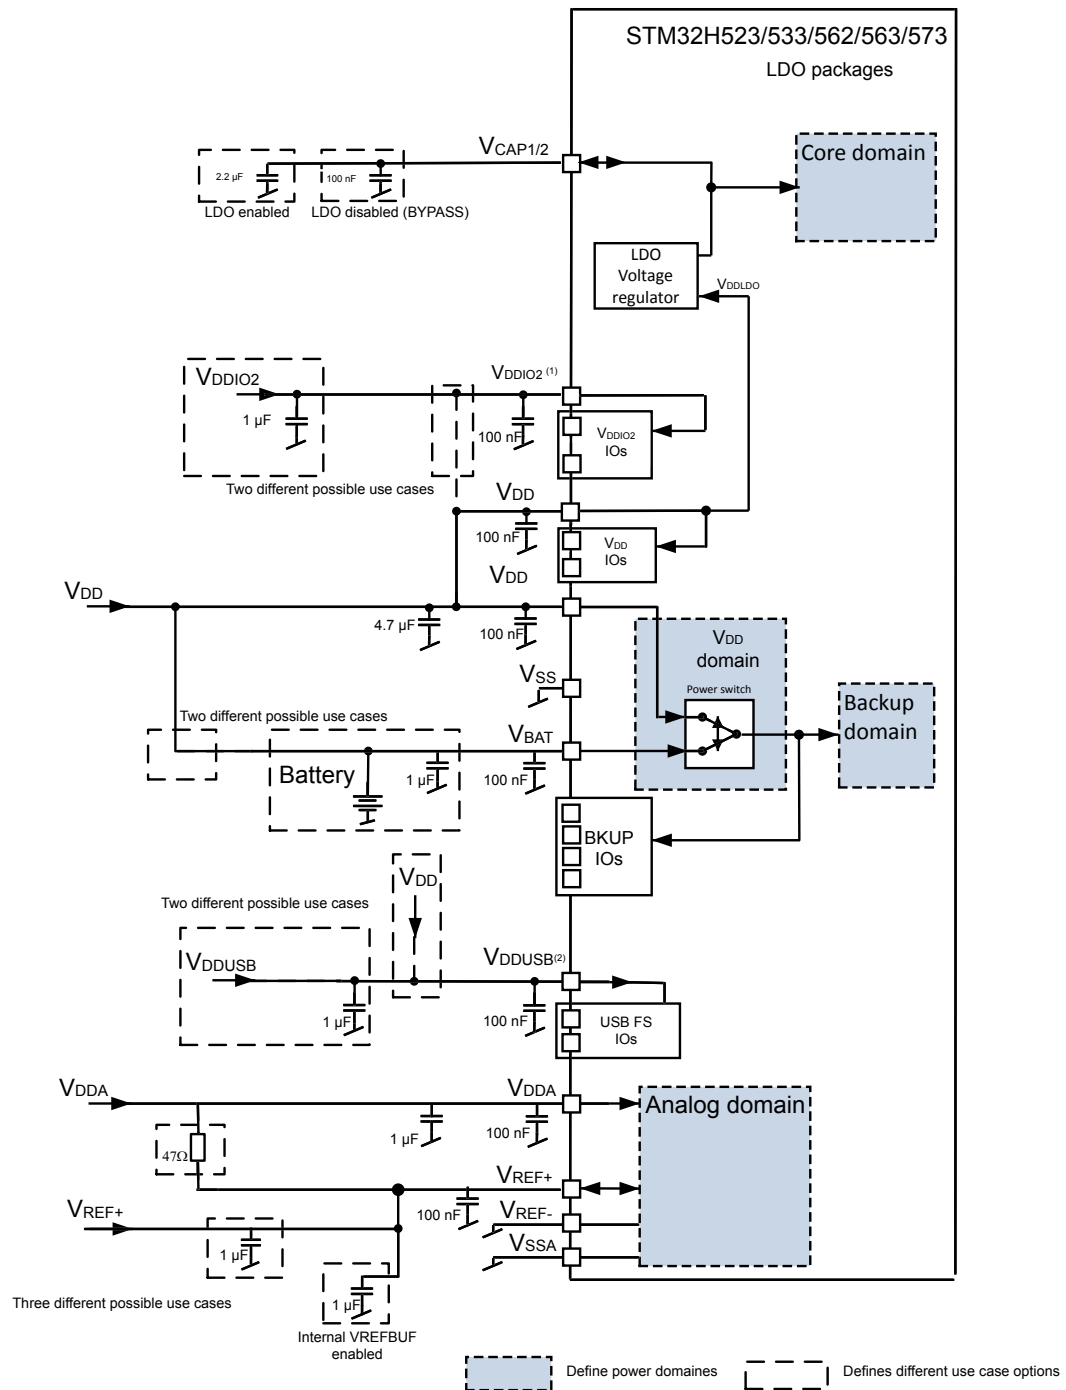 STM32H523/533/562/563/573
LDO packages
VCAP1/2
Core domain
2.2 µF
100 nF
LDO enabled
LDO disabled (BYPASS)
LDO
Voltage
regulator
VDDLDO
VDDIO2
VDDIO2 (1)
1 µF
100 nF
VDDIO2
IOs
Two different possible use cases
VDD
100 nF
VDD
IOs
VDD
VDD
4.7 µF
100 nF
VDD
domain
Power switch
VSS
Backup
domain
Two different possible use cases
VBAT
Battery
1 µF
100 nF
BKUP
IOs
VDD
Two different possible use cases
VDDUSB
VDDUSB(2)
1 µF
100 nF
USB FS
IOs
VDDA
VDDA
Analog domain
1 µF
100 nF
47Ω
VREF+
VREF+
100 nF
VREF-
1 µF
VSSA
Three different possible use cases
1 µF
Internal VREFBUF
enabled
Define power domaines
Defines different use case options